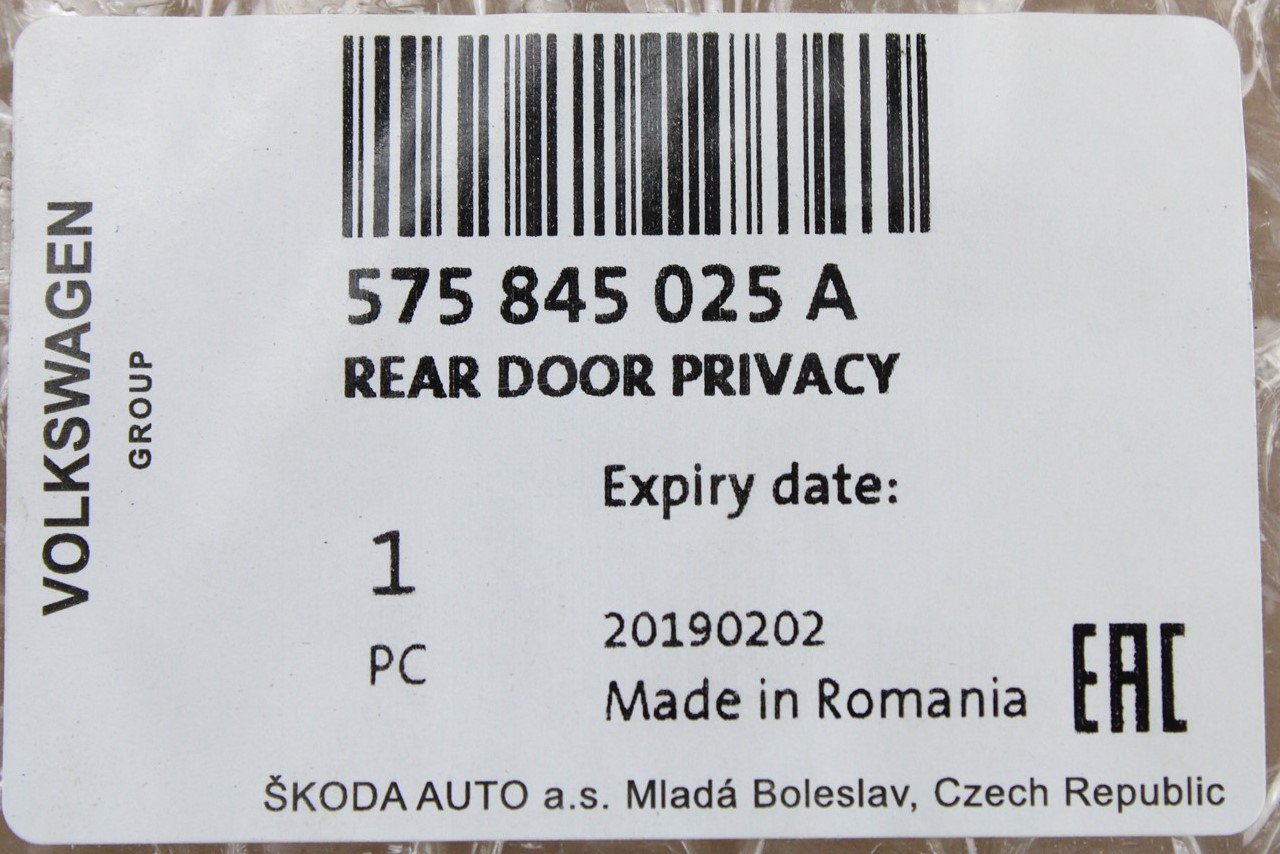 VOLKSWAGEN
GROUP
575 845 025 A
REAR DOOR PRIVACY
Expiry date:
1
PC
20190202
Made in Romania
EAC
ŠKODA AUTO a.s. Mladá Boleslav, Czech Republic